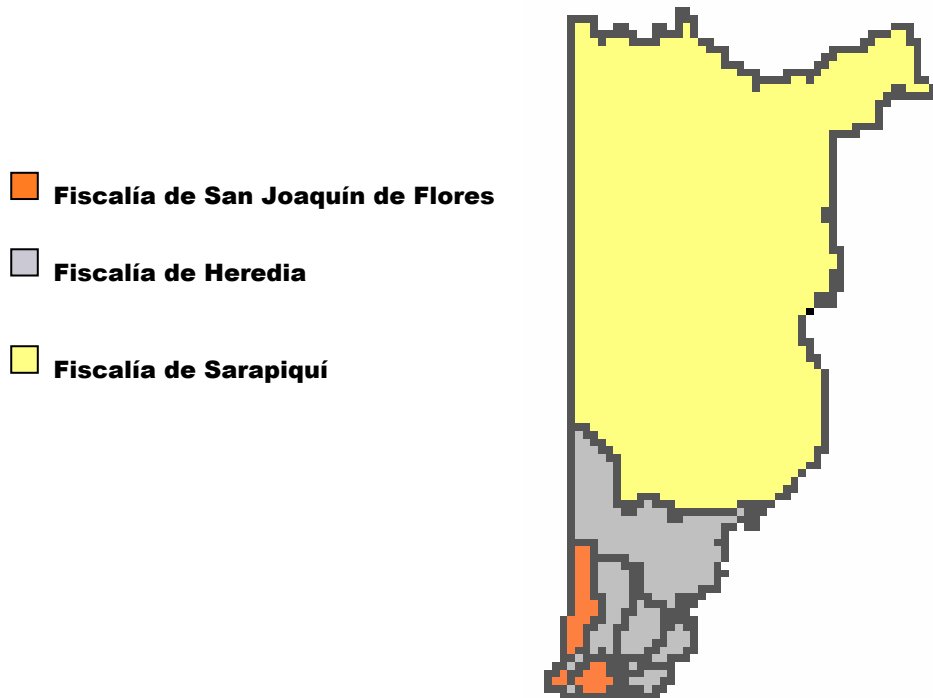 Fiscalía de San Joaquín de Flores
Fiscalía de Heredia
Fiscalía de Sarapiquí